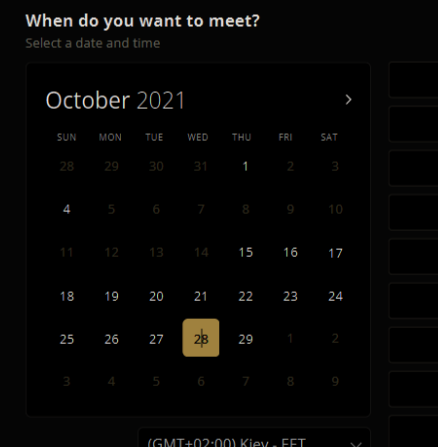 When do you want to meet?
Select a date and time
October 2021
SUN MON TUE WED THU FRI SAT
28 29 30 31 1 2 3
4 5 6 7 8 9 10
11 12 13 14 15 16 17
18 19 20 21 22 23 24
25 26 27 28 29 1 2
3 4 5 6 7 8 9
(GMT+02:00) Kiev - EET